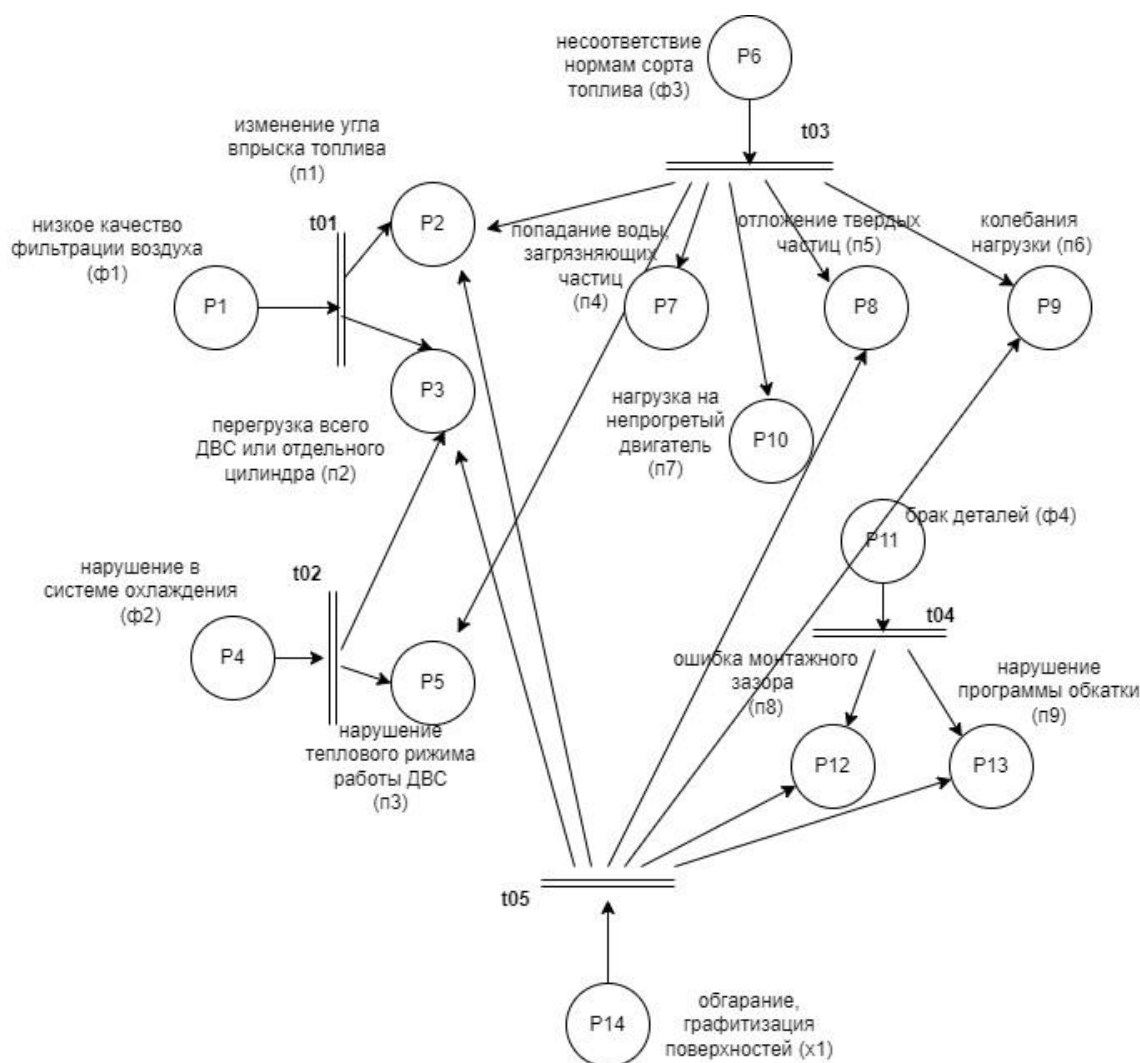 несоответствие
нормам сорта
топлива (ф3)
P6
t03
изменение угла
впрыска топлива
(п1)
низкое качество
фильтрации воздуха
(ф1)
t01
P2
попадание воды,
загрязняющих
частиц
(п4)
отложение твердых
частиц (п5)
колебания
нагрузки (п6)
P1
P7
P8
P9
P3
перегрузка всего
ДВС или отдельного
цилиндра (п2)
нагрузка на
непрогретый
двигатель
(п7)
P10
брак деталей (ф4)
P11
нарушение в
системе охлаждения
(ф2)
t02
t04
P4
P5
ошибка монтажного
зазора
(п8)
нарушение
программы обкатки
(п9)
нарушение
теплового рижима
работы ДВС
(п3)
P12
P13
t05
P14
обгарание,
графитизация
поверхностей (х1)